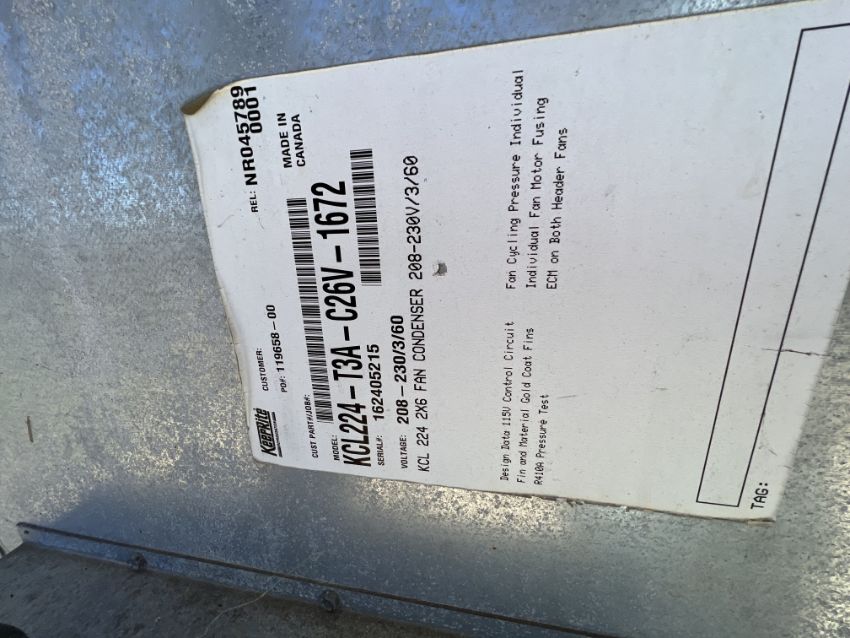 KeepRite
CUSTOMER:
PO#: 119658-00
REL: NR045789
0001
MADE IN
CANADA
CUST PART#/JOB#:
MODEL:
KCL224-T3A-C26V-1672
SERIAL#:
162405215
VOLTAGE:
208-230/3/60
KCL 224 2X6 FAN CONDENSER 208-230V/3/60
Design Data 115V Control Circuit
Fin and Material Gold Coat Fins
R410A Pressure Test
Fan Cycling Pressure Individual
Individual Fan Motor Fusing
ECM on Both Header Fans
TAG: